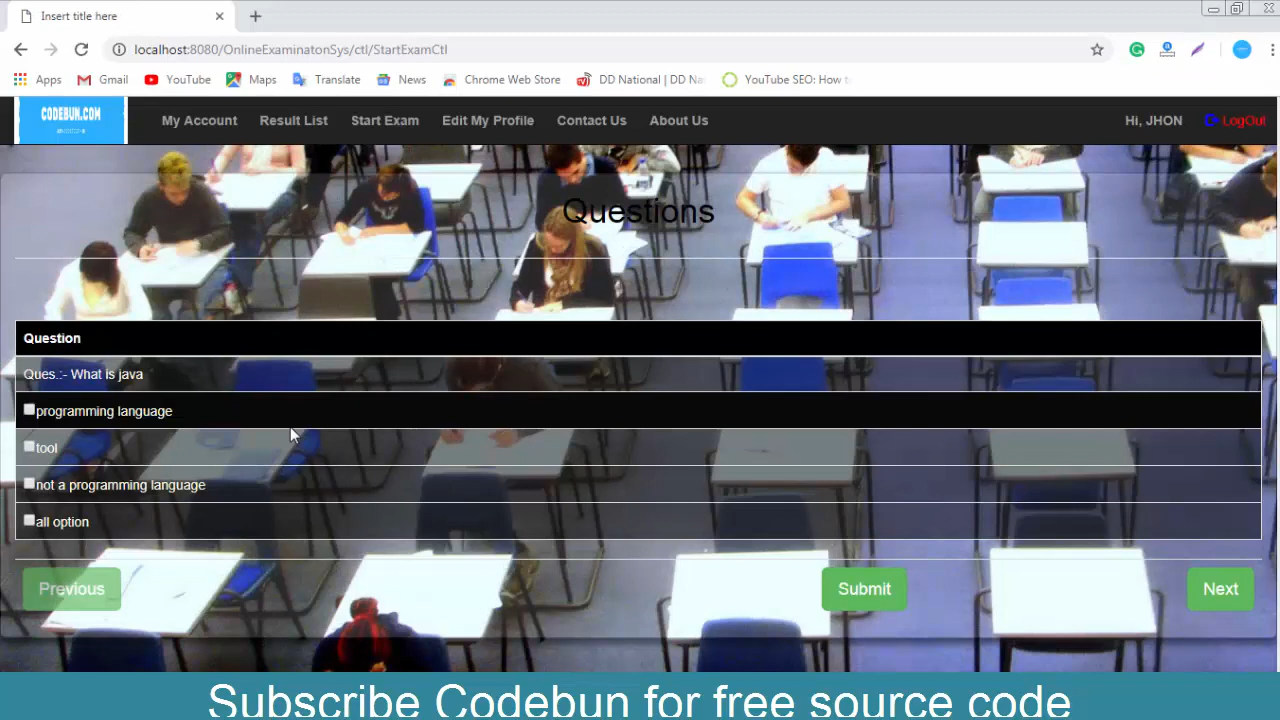 Insert title here
localhost:8080/OnlineExaminatonSys/ctl/StartExamCtl
Apps Gmail YouTube Maps Translate News Chrome Web Store DD National | DD Na YouTube SEO: How t
CODEBUN.COM My Account Result List Start Exam Edit My Profile Contact Us About Us Hi, JHON LogOut
Questions
Question
Ques.:- What is java
programming language
tool
not a programming language
all option
Previous Submit Next
Subscribe Codebun for free source code